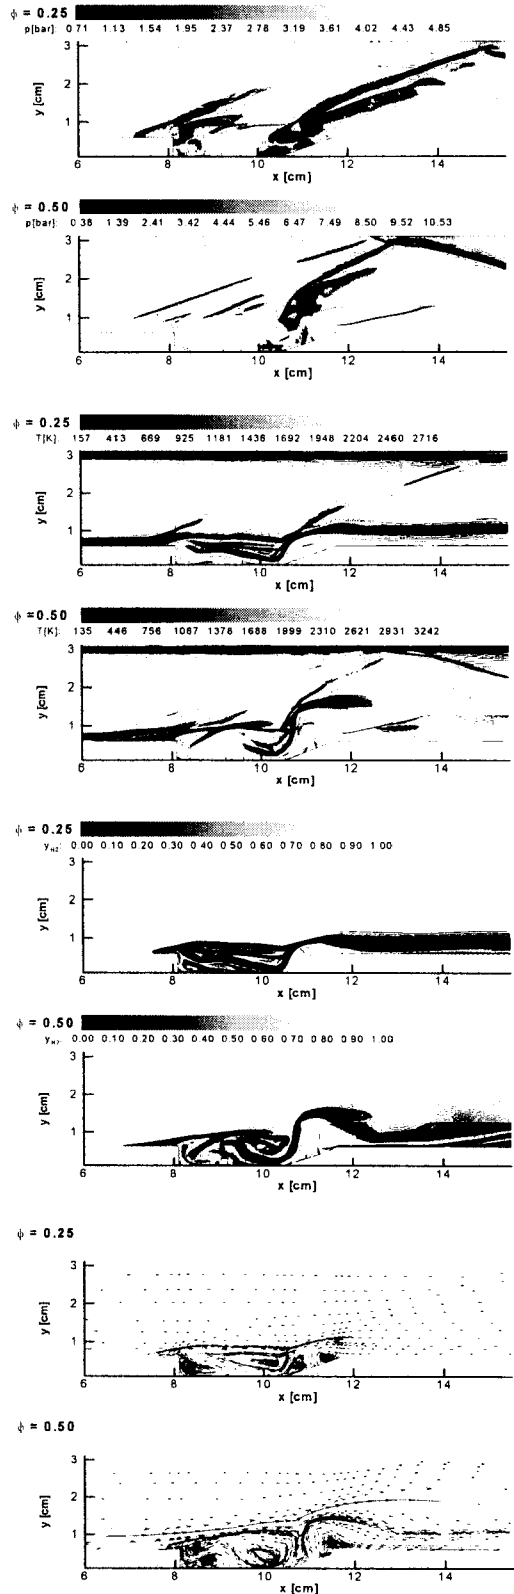 ϕ = 0.25
p[bar] 0 71 1.13 1.54 1.95 2.37 2.78 3.19 3.61 4.02 4.43 4.85
3
2
1
y [cm]
6 8 10 12 14
x [cm]
ϕ = 0.50
p[bar]: 0.38 1.39 2.41 3.42 4.44 5.46 6.47 7.49 8.50 9.52 10.53
3
2
1
y [cm]
6 8 10 12 14
x [cm]
ϕ = 0.25
T[K]: 157 413 669 925 1181 1436 1692 1948 2204 2460 2716
3
2
1
y [cm]
6 8 10 12 14
x [cm]
ϕ = 0.50
T[K]: 135 446 756 1067 1378 1688 1999 2310 2621 2931 3242
3
2
1
y [cm]
6 8 10 12 14
x [cm]
ϕ = 0.25
y_H2: 0.00 0.10 0.20 0.30 0.40 0.50 0.60 0.70 0.80 0.90 1.00
3
2
1
y [cm]
6 8 10 12 14
x [cm]
ϕ = 0.50
y_H2: 0.00 0.10 0.20 0.30 0.40 0.50 0.60 0.70 0.80 0.90 1.00
3
2
1
y [cm]
6 8 10 12 14
x [cm]
ϕ = 0.25
3
2
1
y [cm]
6 8 10 12 14
x [cm]
ϕ = 0.50
3
2
1
y [cm]
6 8 10 12 14
x [cm]